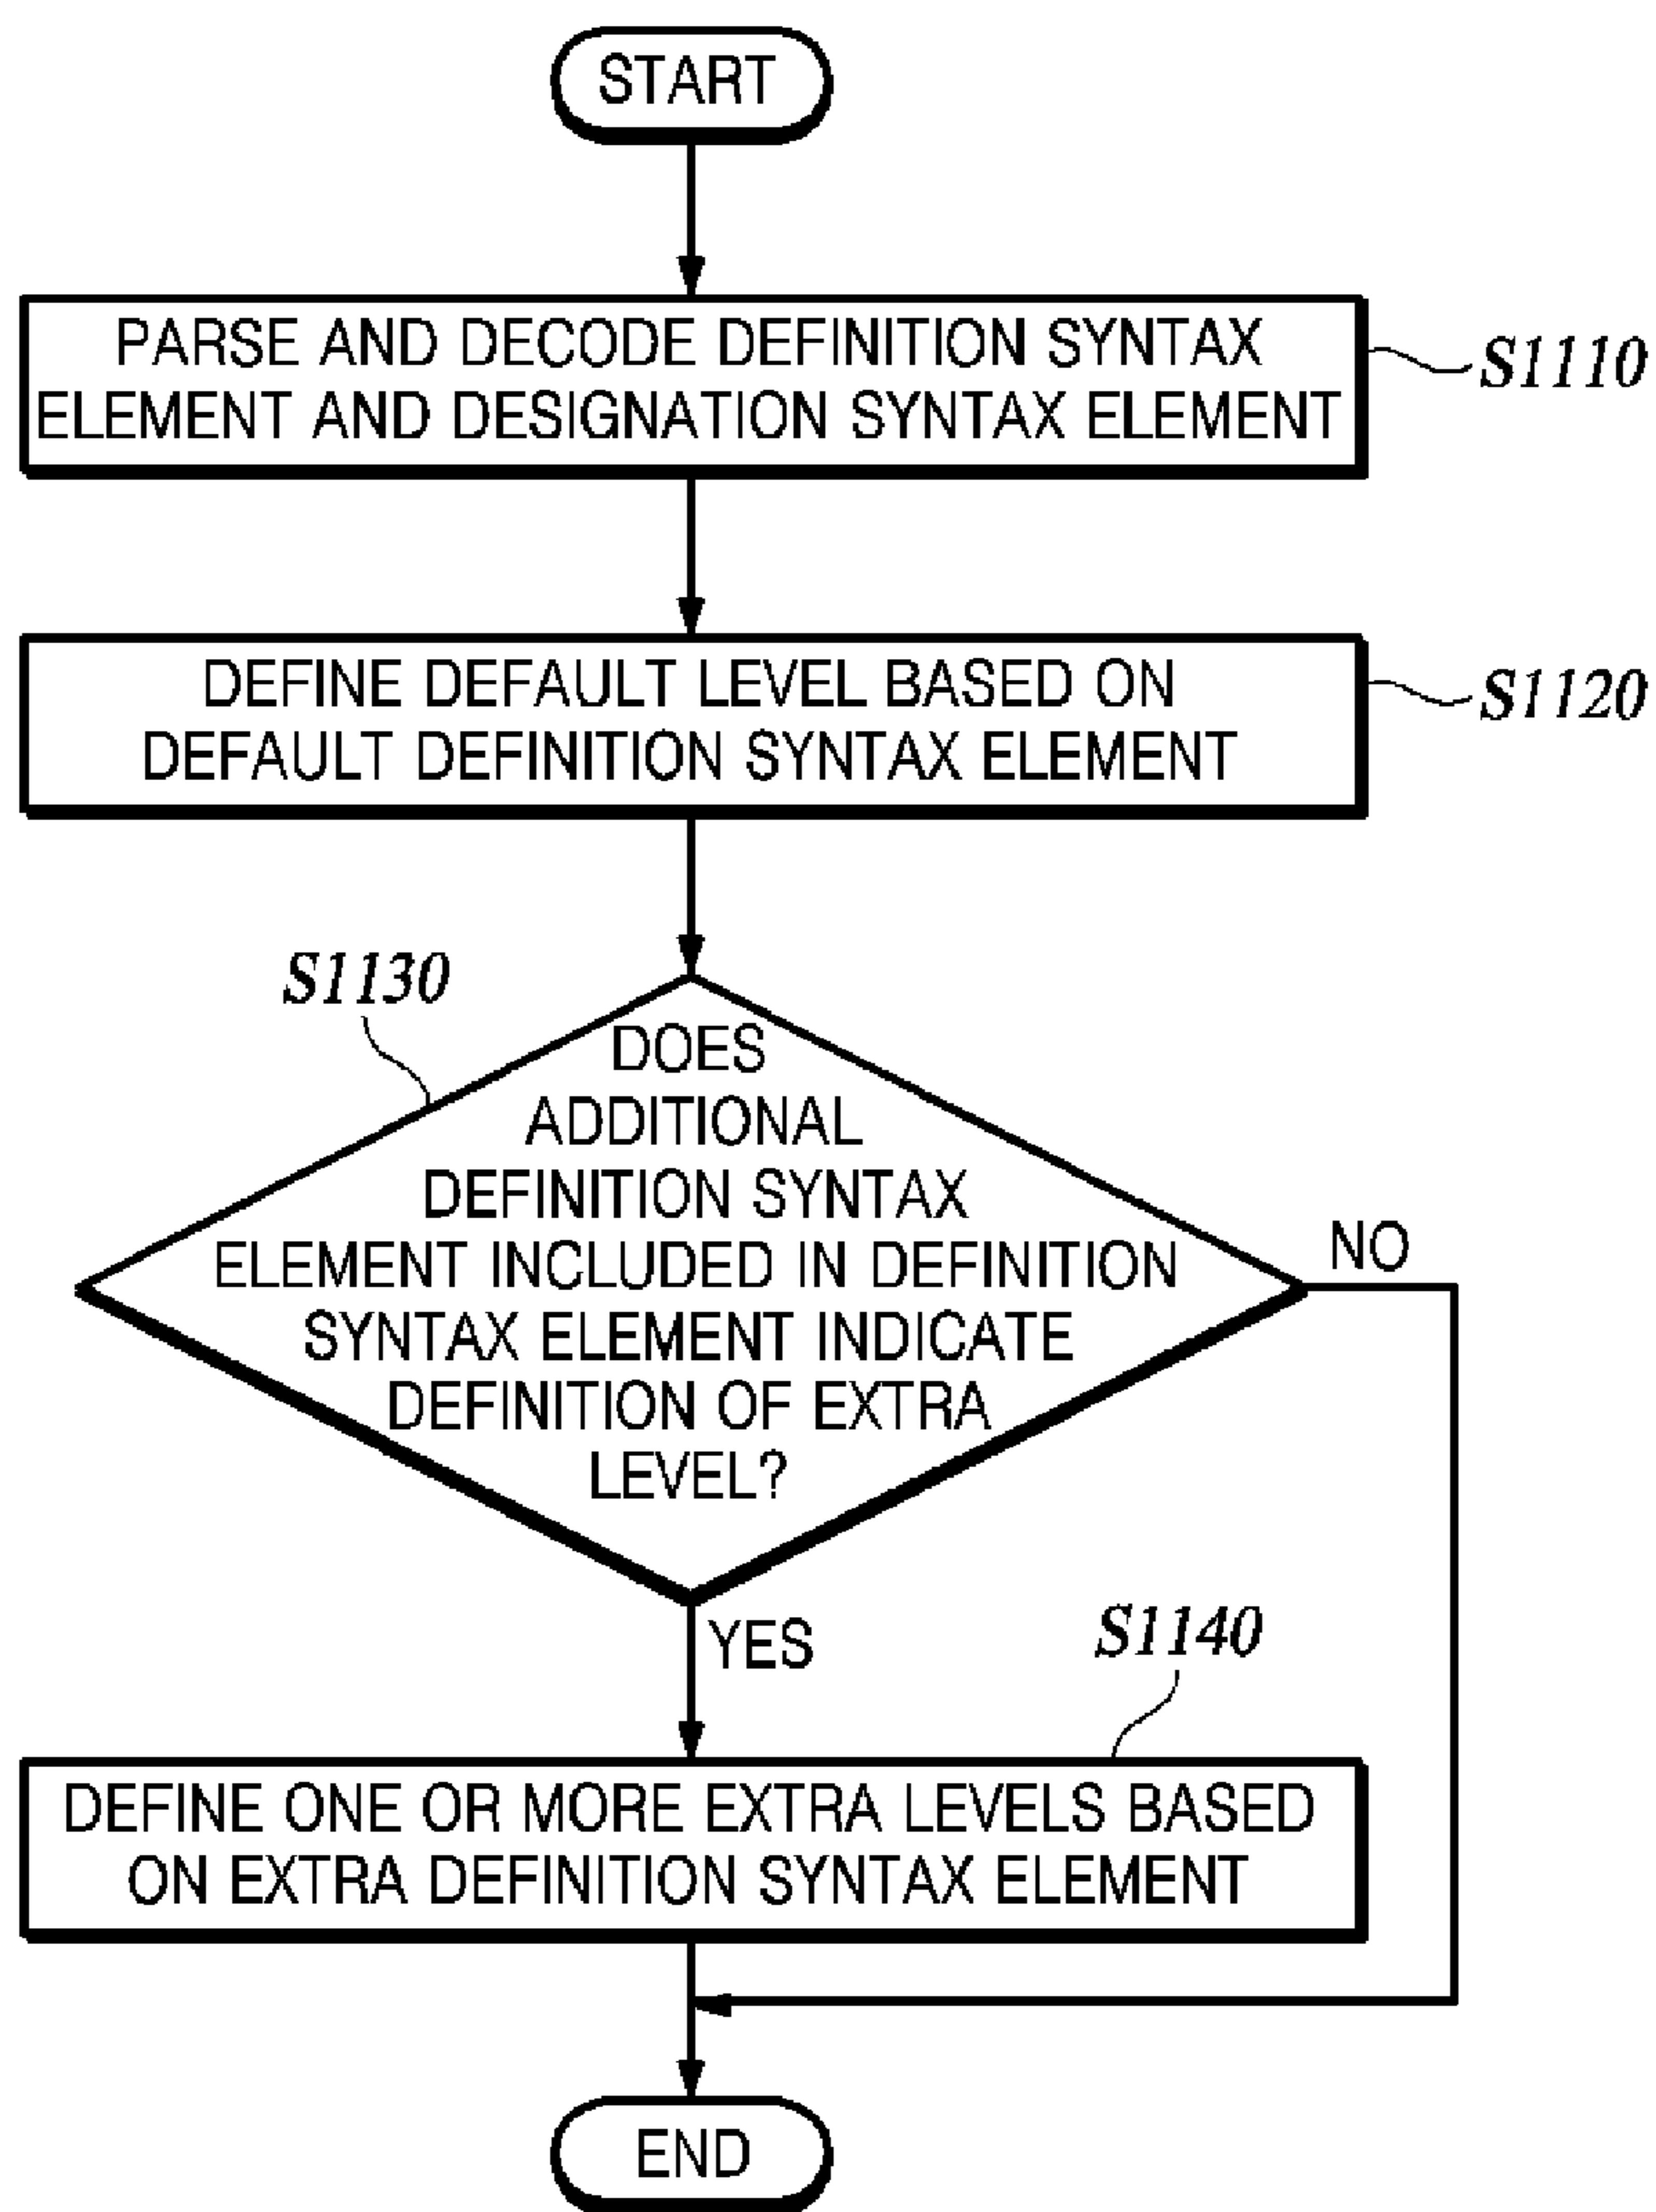 START
PARSE AND DECODE DEFINITION SYNTAX
ELEMENT AND DESIGNATION SYNTAX ELEMENT
S1110
DEFINE DEFAULT LEVEL BASED ON
DEFAULT DEFINITION SYNTAX ELEMENT
S1120
S1130
DOES
ADDITIONAL
DEFINITION SYNTAX
ELEMENT INCLUDED IN DEFINITION
SYNTAX ELEMENT INDICATE
DEFINITION OF EXTRA
LEVEL?
NO
YES
S1140
DEFINE ONE OR MORE EXTRA LEVELS BASED
ON EXTRA DEFINITION SYNTAX ELEMENT
END